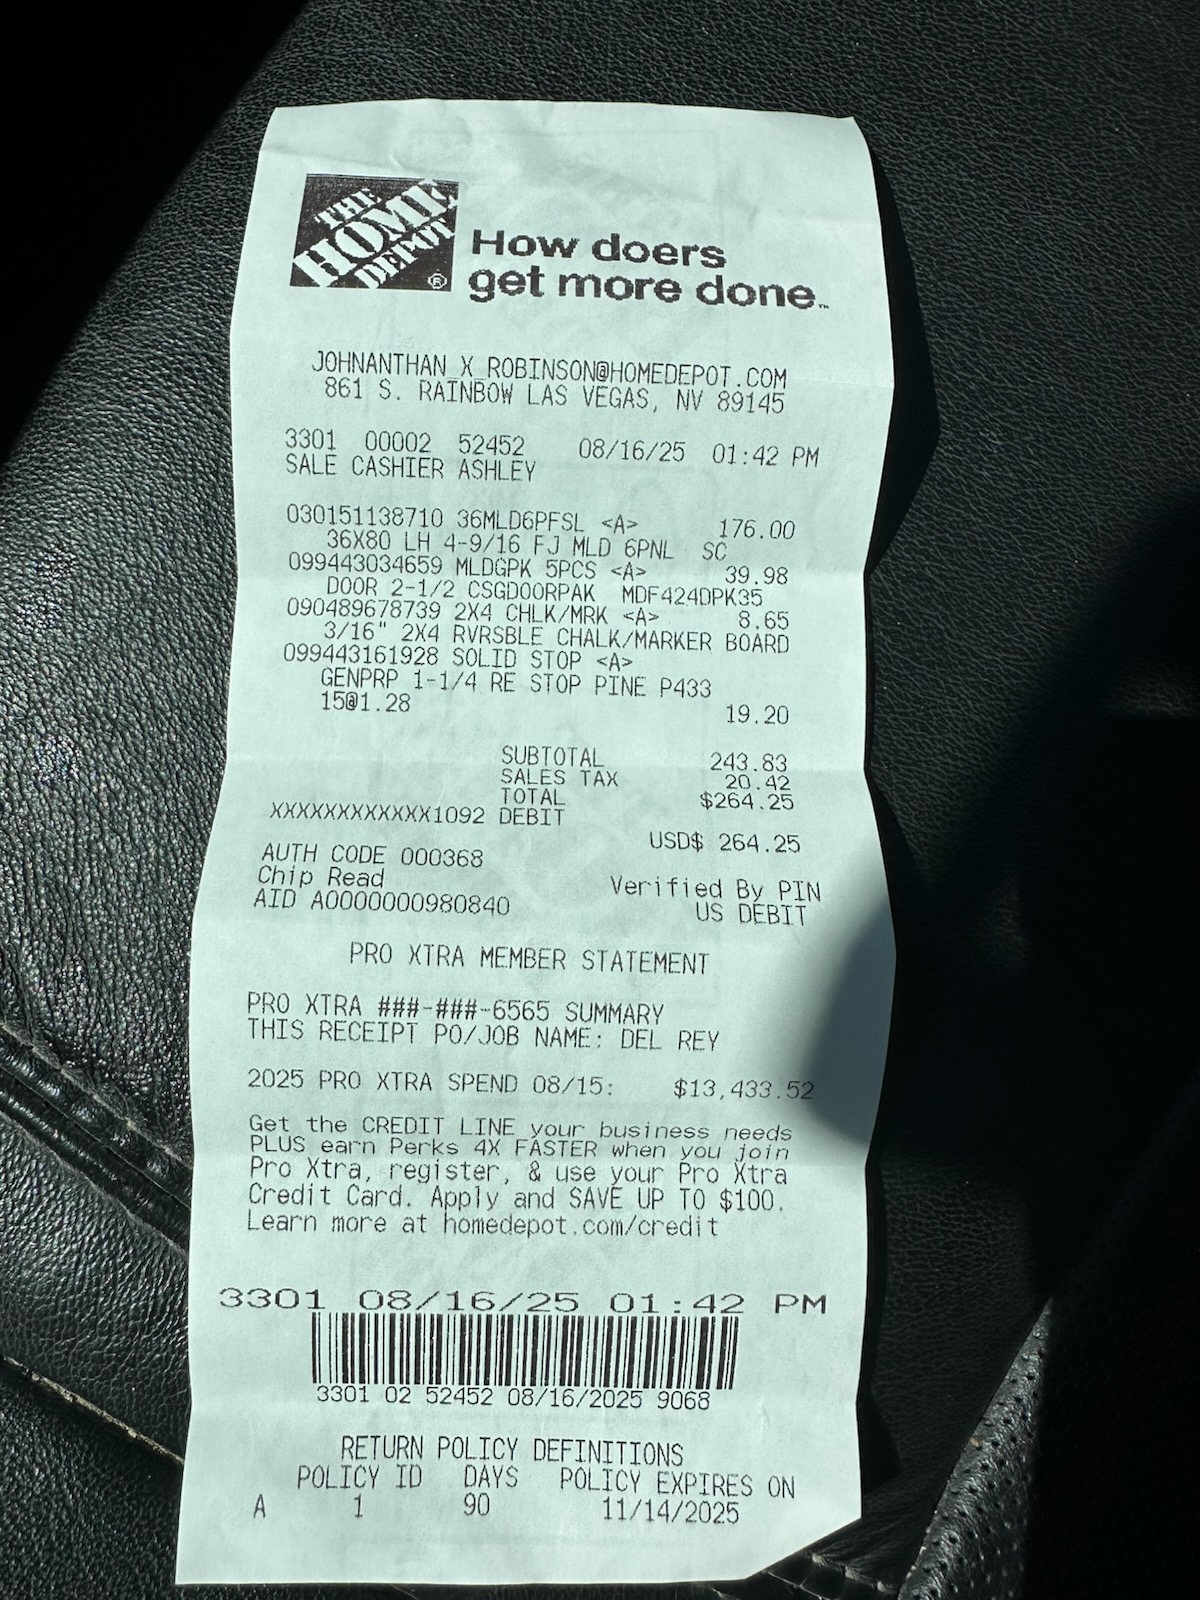 THE HOME DEPOT ®
How doers
get more done™
JOHNANTHAN_X_ROBINSON@HOMEDEPOT.COM
861 S. RAINBOW LAS VEGAS, NV 89145
3301 00002 52452 08/16/25 01:42 PM
SALE CASHIER ASHLEY
030151138710 36MLD6PFSL <A> 176.00
36X80 LH 4-9/16 FJ MLD 6PNL SC
099443034659 MLDGPK 5PCS <A> 39.98
DOOR 2-1/2 CSGDOORPAK MDF424DPK35
090489678739 2X4 CHLK/MRK <A> 8.65
3/16" 2X4 RVRSBLE CHALK/MARKER BOARD
099443161928 SOLID STOP <A>
GENPRP 1-1/4 RE STOP PINE P433
15@1.28 19.20
SUBTOTAL 243.83
SALES TAX 20.42
TOTAL $264.25
XXXXXXXXXXXX1092 DEBIT
USD$ 264.25
AUTH CODE 000368
Chip Read Verified By PIN
AID A0000000980840 US DEBIT
PRO XTRA MEMBER STATEMENT
PRO XTRA ###-###-6565 SUMMARY
THIS RECEIPT PO/JOB NAME: DEL REY
2025 PRO XTRA SPEND 08/15: $13,433.52
Get the CREDIT LINE your business needs
PLUS earn Perks 4X FASTER when you join
Pro Xtra, register, & use your Pro Xtra
Credit Card. Apply and SAVE UP TO $100.
Learn more at homedepot.com/credit
3301 08/16/25 01:42 PM
3301 02 52452 08/16/2025 9068
RETURN POLICY DEFINITIONS
POLICY ID DAYS POLICY EXPIRES ON
A 1 90 11/14/2025